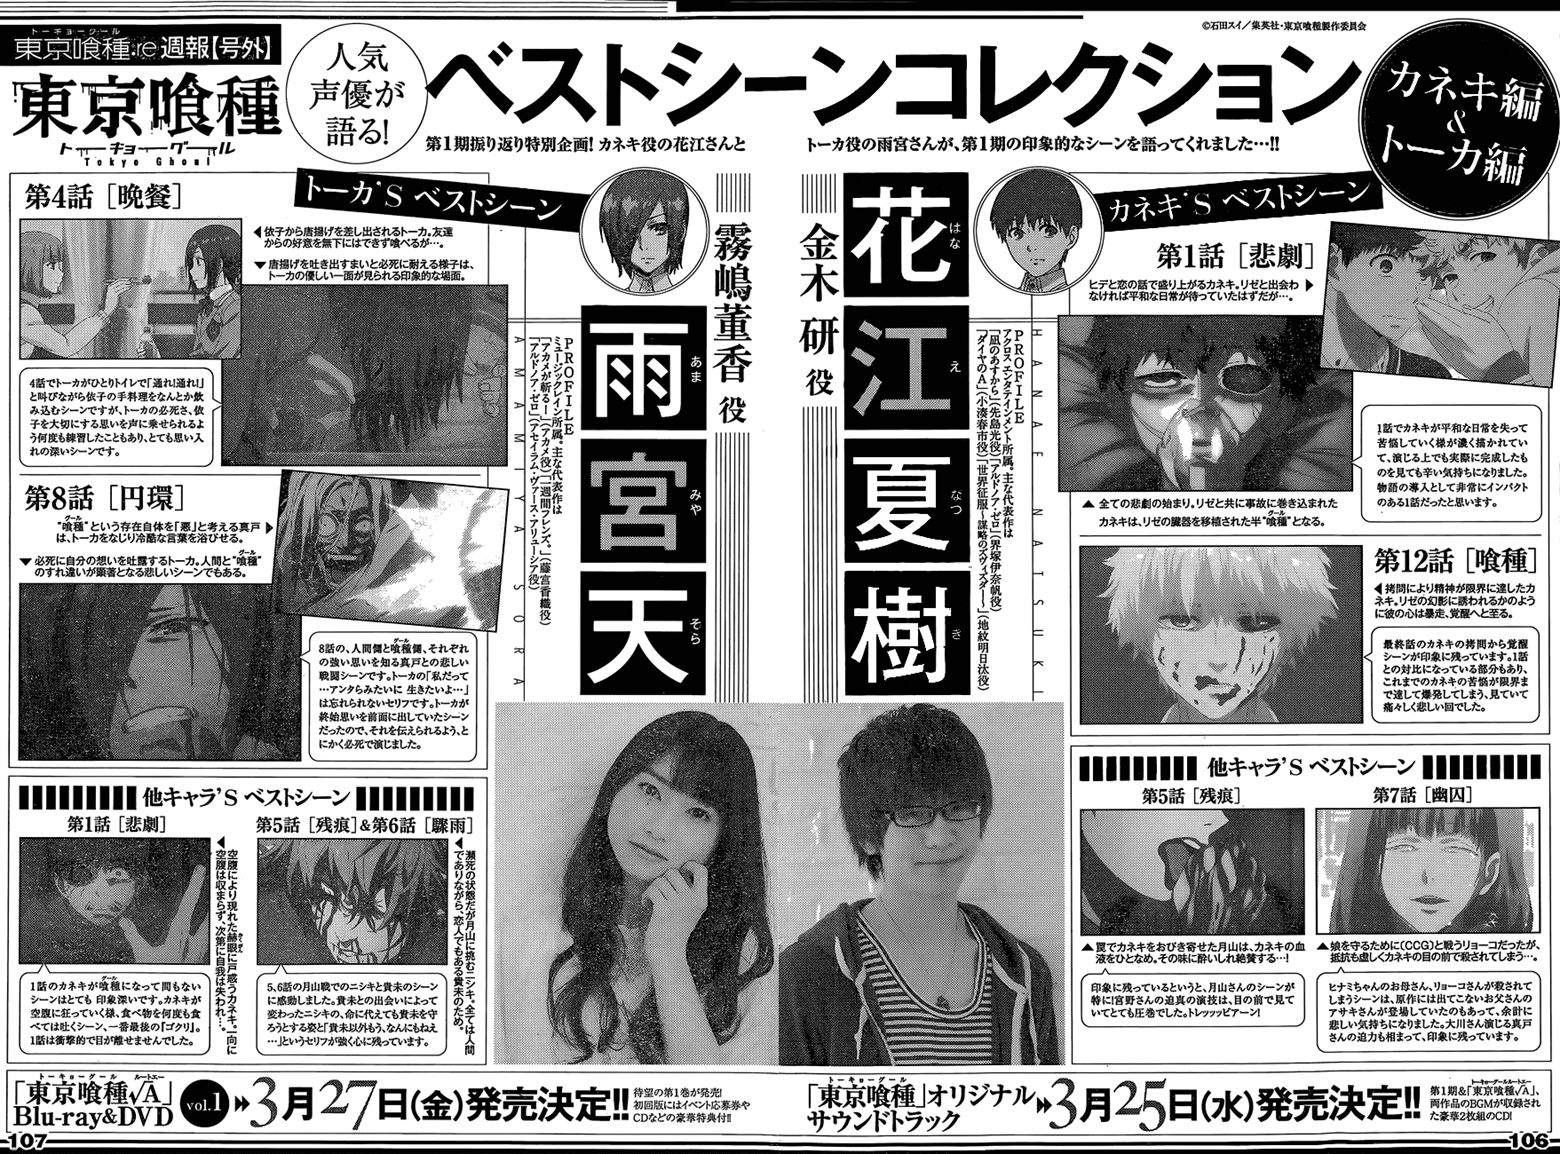 ©石田スイ／集英社・東京喰種製作委員会
トーキョーグール
東京喰種:re 週報【号外】
東京喰種
トーキョーグール
Tokyo Ghoul
人気
声優が
語る!
ベストシーンコレクション
第1期振り返り特別企画! カネキ役の花江さんと
トーカ役の雨宮さんが、第1期の印象的なシーンを語ってくれました…!!
カネキ編
&
トーカ編
カネキ'S ベストシーン
金木 研 役
花江夏樹
はな え なつ き
HANAE NATSUKI
PROFILE
アクロス エンタテインメント所属。主な代表作は
「凪のあすから」(先島光役)「アルドノア・ゼロ」(界塚伊奈帆役)
「ダイヤのA」(小湊春市役)「世界征服～謀略のズヴィズダー～」(地紋明日汰役)
第1話 ［悲劇］
ヒデと恋の話で盛り上がるカネキ。リゼと出会わ
なければ平和な日常が待っていたはずだが…。
▲ 全ての悲劇の始まり。リゼと共に事故に巻き込まれた
カネキは、リゼの臓器を移植された半“喰種”となる。
グール
1話でカネキが平和な日常を失って
苦悩していく様が濃く描かれてい
て、演じる上でも実際に完成したも
のを見ても辛い気持ちになりました。
物語の導入として非常にインパクト
のある1話だったと思います。
第12話 ［喰種］
◀ 拷問により精神が限界に達した
カネキ。リゼの幻影に誘われるかのよう
に彼の心は暴走、覚醒へと至る。
最終話のカネキの拷問から覚醒
シーンが印象に残っています。1話
との対比になっている部分もあり、
これまでのカネキの苦悩が限界ま
で達して爆発してしまう、見ていて
痛々しく悲しい回でした。
他キャラ'S ベストシーン
第5話［残痕］
▲ 罠でカネキをおびき寄せた月山は、カネキの血
液をひとなめ。その味に酔いしれ絶賛する…!
印象に残っているというと、月山さんのシーンが
特に!宮野さんの迫真の演技は、目の前で見て
いてとても圧巻でした。トレッッッビアーン!
第7話［幽囚］
▲ 娘を守るために〈CCG〉と戦うリョーコだったが、
抵抗も虚しくカネキの目の前で殺されてしまう…。
ヒナミちゃんのお母さん、リョーコさんが殺されて
しまうシーンは、原作には出てこないお父さんの
アサキさんが登場していたのもあって、余計に
悲しい気持ちになりました。大川さん演じる真戸
さんの迫力も相まって、印象に残っています。
トーカ'S ベストシーン
霧嶋董香 役
雨宮天
あま みや そら
AMAMIYA SORA
PROFILE
ミュージックレイン所属。主な代表作は
「アカメが斬る!」(アカメ役)「一週間フレンズ。」(藤宮香織役)
「アルドノア・ゼロ」(アセイラム・ヴァース・アリューシア役)
第4話 ［晩餐］
◀ 依子から唐揚げを差し出されるトーカ。友達
からの好意を無下にはできず喰べるが…。
▼ 唐揚げを吐き出すまいと必死に耐える様子は、
トーカの優しい一面が見られる印象的な場面。
4話でトーカがひとりトイレで「通れ!通れ!」
と叫びながら依子の手料理をなんとか飲
み込むシーンですが、トーカの必死さ、依
子を大切にする思いを声に乗せられるよ
う何度も練習したこともあり、とても思い入
れの深いシーンです。
第8話 ［円環］
“喰種”という存在自体を「悪」と考える真戸 ▶
は、トーカをなじり冷酷な言葉を浴びせる。
グール
▼ 必死に自分の想いを吐露するトーカ。人間と“喰種”
のすれ違いが顕著となる悲しいシーンでもある。
グール
8話の、人間側と喰種側、それぞれ
の強い思いを知る真戸との悲しい
戦闘シーンです。トーカの「私だって
…アンタらみたいに 生きたいよ…」
は忘れられないセリフです。トーカが
終始思いを前面に出していたシーン
だったので、それを伝えられるよう、と
にかく必死で演じました。
グール
他キャラ'S ベストシーン
第1話［悲劇］
◀ 空腹により現れた赫眼に戸惑うカネキ。一向に
空腹は収まらず、次第に自我は失われ…。
かくがん
1話のカネキが喰種になって間もない
シーンはとても 印象深いです。カネキが
空腹に狂っていく様、食べ物を何度も食
べては吐くシーン、一番最後の『ゴクリ』。
1話は衝撃的で目が離せませんでした。
グール
第5話［残痕］&第6話［驟雨］
◀ 瀕死の状態だが月山に挑むニシキ。全ては人間
でありながら、恋人でもある貴未のため。
5、6話の月山戦でのニシキと貴未のシーン
に感動しました。貴未との出会いによって
変わったニシキの、命に代えても貴未を守
ろうとする姿と「貴未以外もう、なんにもねえ
…」というセリフが強く心に残っています。
「東京喰種√A」
トーキョーグール ルートエー
Blu-ray&DVD
vol.1
3月27日(金)発売決定!!
待望の第1巻が発売!
初回版にはイベント応募券や
CDなどの豪華特典付!!
「東京喰種」オリジナル
トーキョーグール
サウンドトラック
3月25日(水)発売決定!!
第1期&「東京喰種√A」、
トーキョーグールルートエー
両作品のBGMが収録され
た豪華2枚組のCD!
107
106